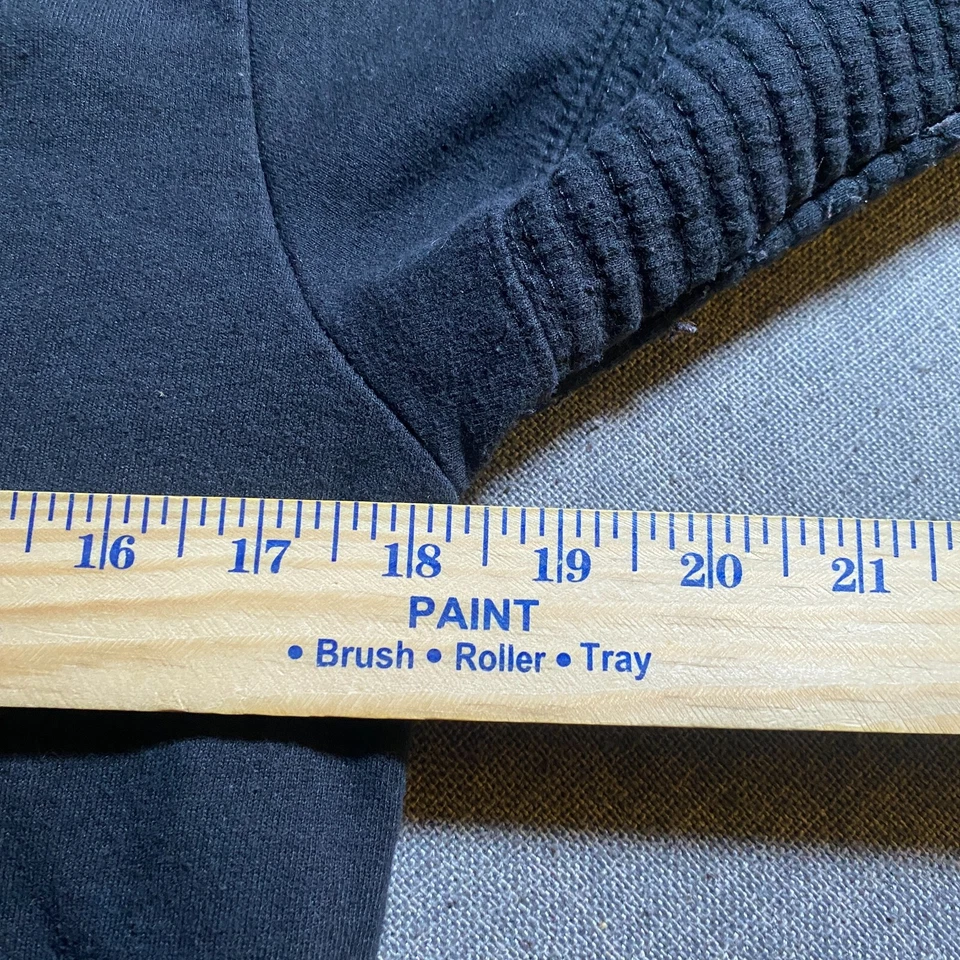 16 17 18 19 20 21
PAINT
• Brush • Roller • Tray